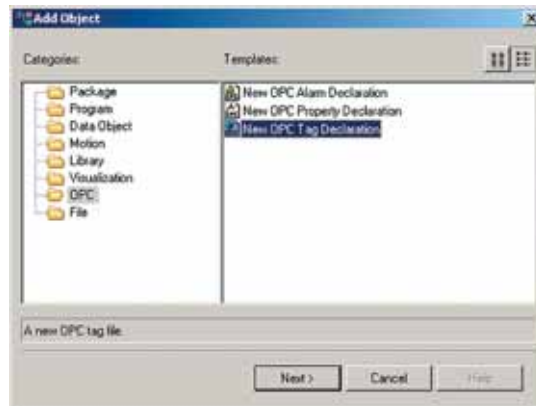 Add Object
Categories:
Templates:
Package
Program
Data Object
Motion
Library
Visualization
OPC
File
New OPC Alarm Declaration
New OPC Property Declaration
New OPC Tag Declaration
A new OPC tag file.
Next >
Cancel
Help